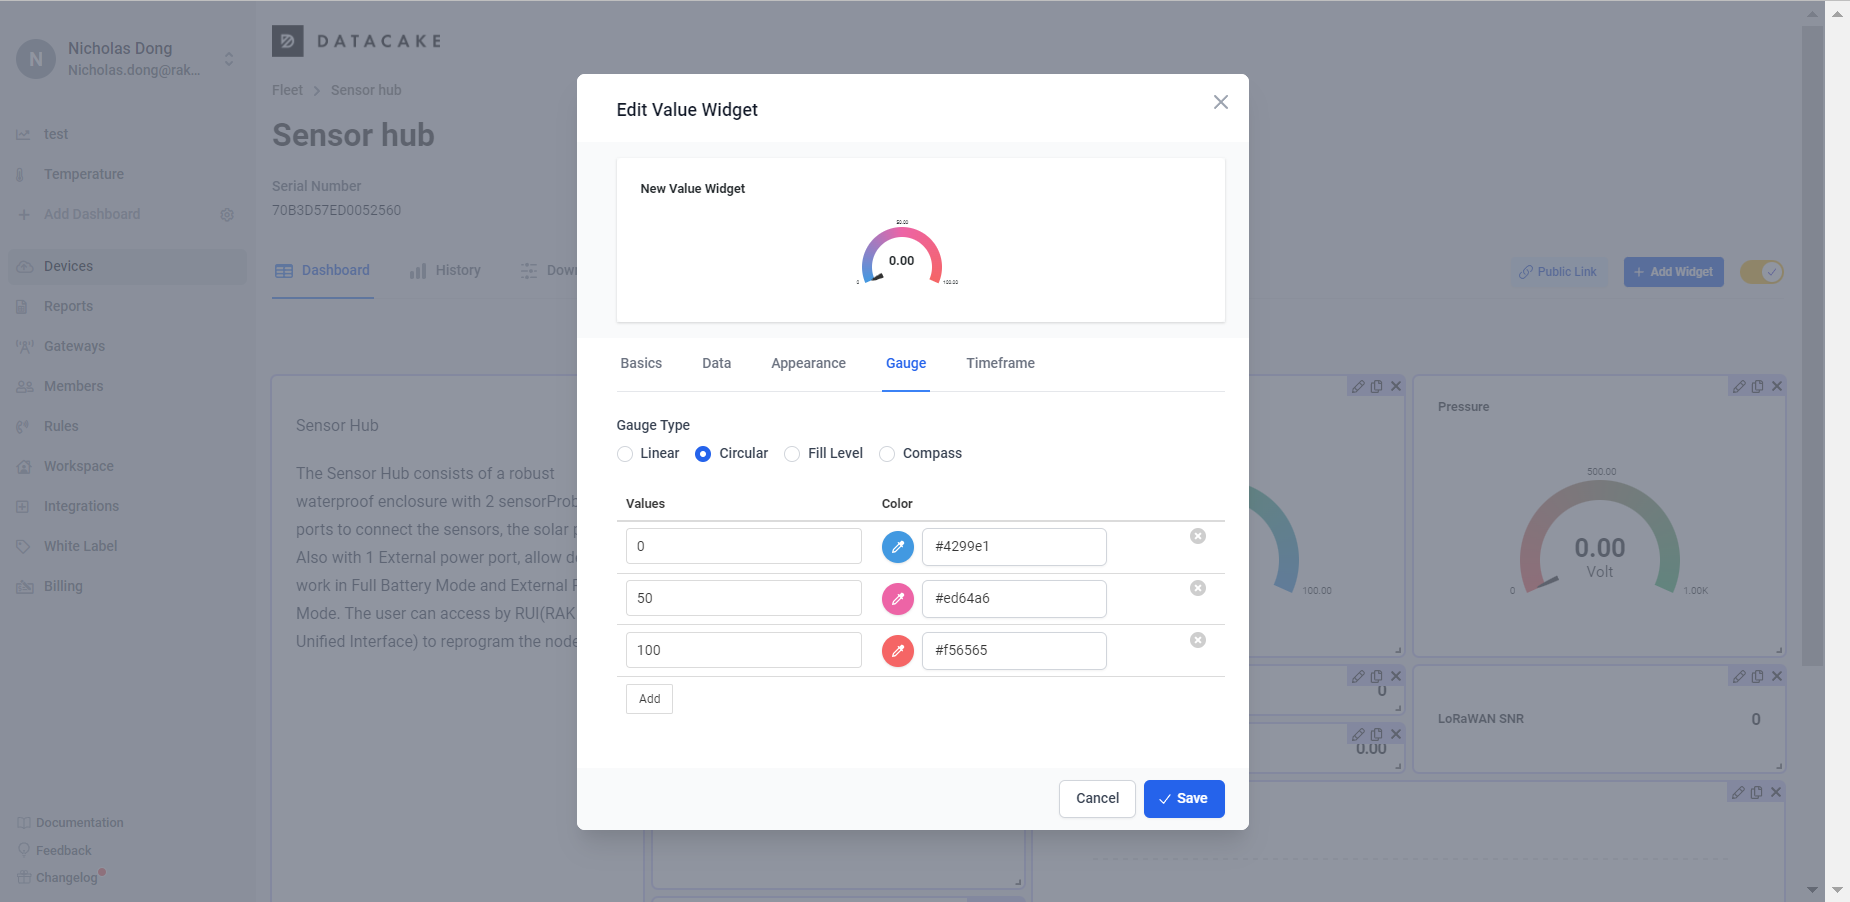 N
Nicholas Dong
Nicholas.dong@rak...
test
Temperature
Add Dashboard
Devices
Reports
Gateways
Members
Rules
Workspace
Integrations
White Label
Billing
Documentation
Feedback
Changelog
DATACAKE
Fleet > Sensor hub
Sensor hub
Serial Number
70B3D57ED0052560
Dashboard
History
Public Link
+ Add Widget
Sensor Hub
The Sensor Hub consists of a robust
waterproof enclosure with 2 sensorProb
ports to connect the sensors, the solar
Also with 1 External power port, allow
work in Full Battery Mode and External
Mode. The user can access by RUI(RAK
Unified Interface) to reprogram the node
Edit Value Widget
New Value Widget
50.00
0.00
0
100.00
Basics
Data
Appearance
Gauge
Timeframe
Gauge Type
Linear
Circular
Fill Level
Compass
Values
Color
0
#4299e1
50
#ed64a6
100
#f56565
Add
Cancel
Save
100.00
Pressure
500.00
0.00
Volt
0
1.00K
0
0.00
LoRaWAN SNR
0